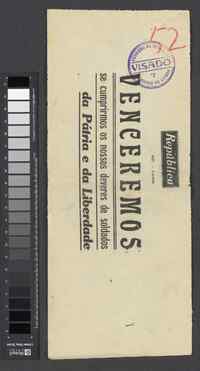 52
VISADO
República
VENCEREMOS
se cumprirmos os nossos deveres de soldados
da Pátria e da Liberdade